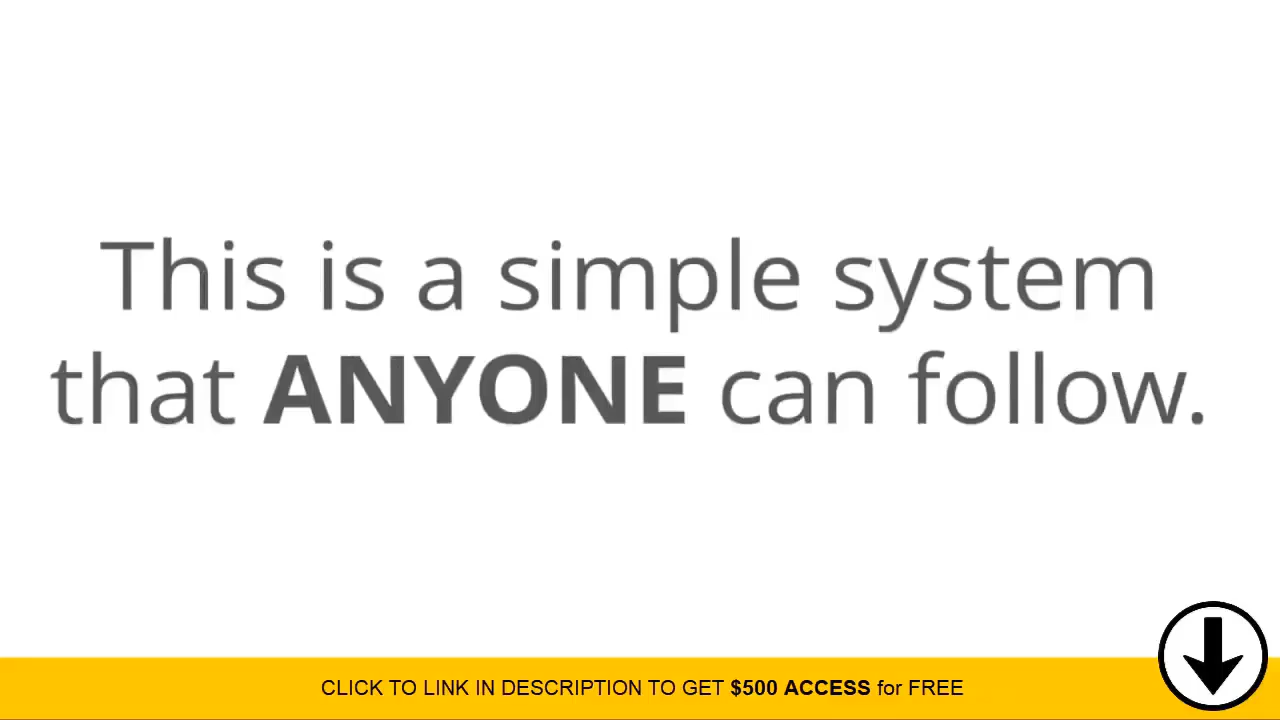 This is a simple system
that ANYONE can follow.
CLICK TO LINK IN DESCRIPTION TO GET $500 ACCESS for FREE